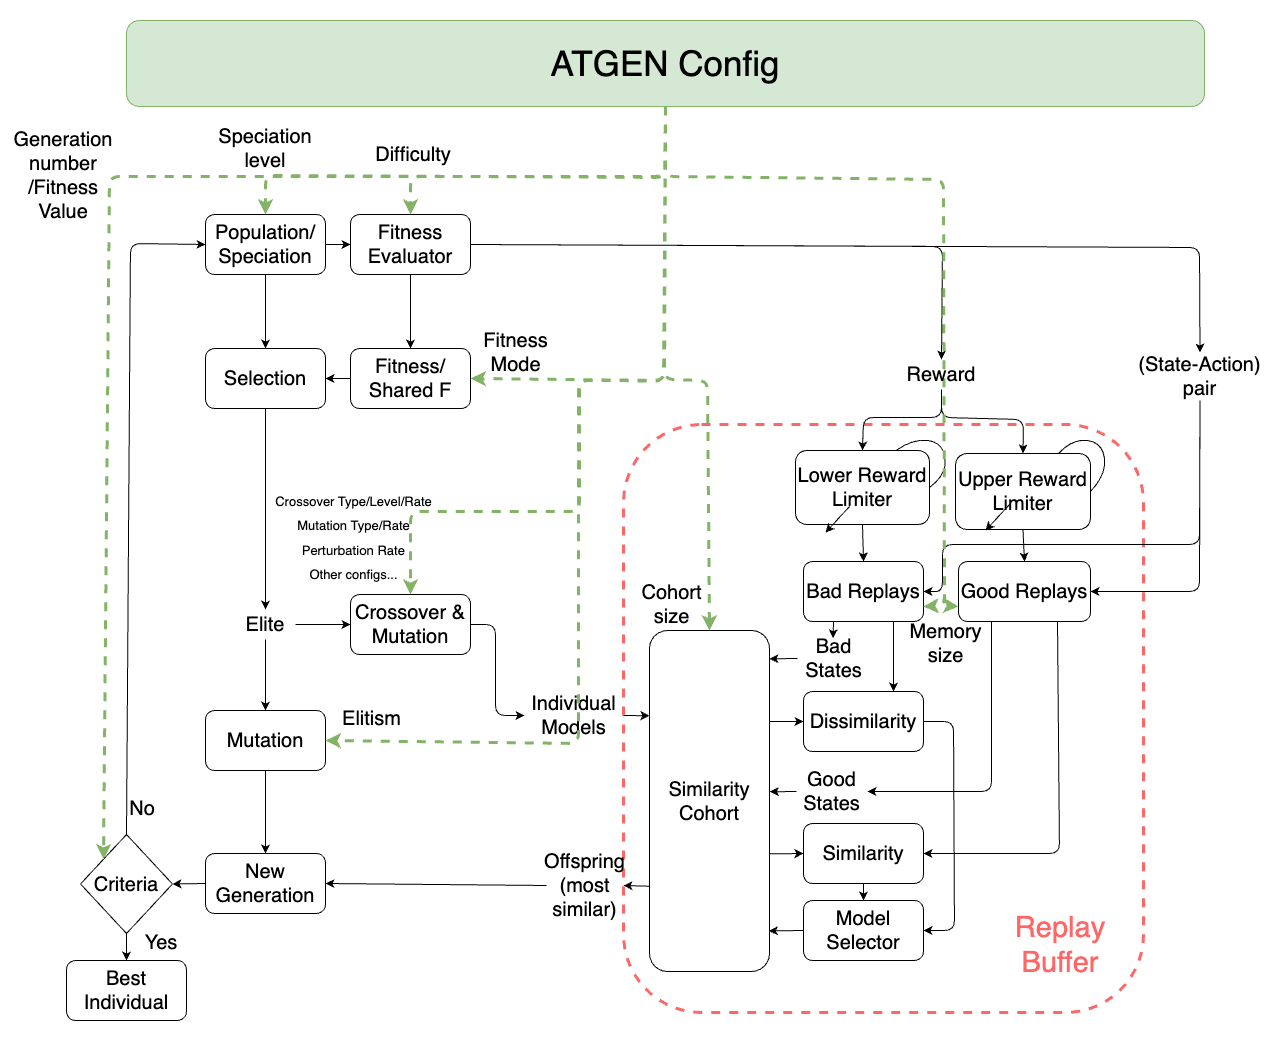 ATGEN Config
Generation
number
/Fitness
Value
Speciation
level
Difficulty
Population/
Speciation
Fitness
Evaluator
Selection
Fitness/
Shared F
Fitness
Mode
Reward
(State-Action)
pair
Lower Reward
Limiter
Upper Reward
Limiter
Crossover Type/Level/Rate
Mutation Type/Rate
Perturbation Rate
Other configs...
Bad Replays
Good Replays
Cohort
size
Elite
Crossover &
Mutation
Memory
size
Bad
States
Individual
Models
Elitism
Mutation
Dissimilarity
Good
States
Similarity
Cohort
No
Similarity
Criteria
New
Generation
Offspring
(most
similar)
Model
Selector
Replay
Buffer
Yes
Best
Individual